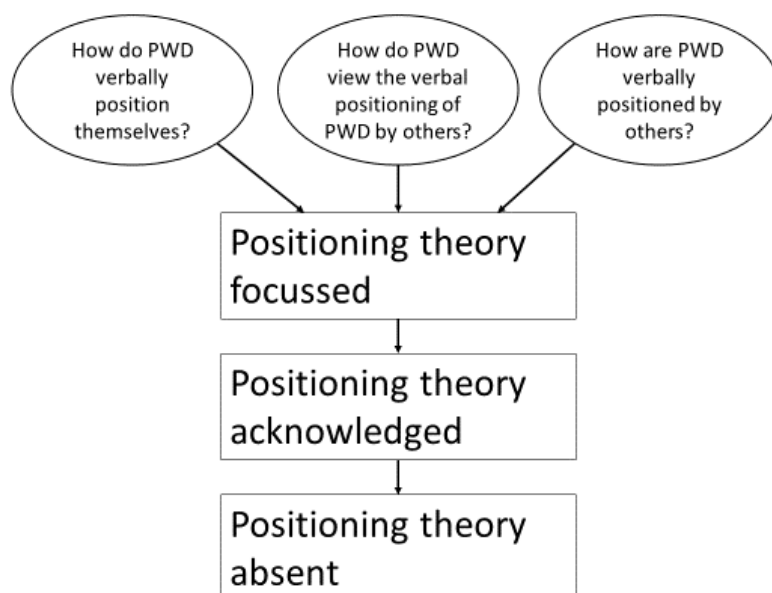 How do PWD
verbally
position
themselves?
How do PWD
view the verbal
positioning of
PWD by others?
How are PWD
verbally
positioned by
others?
Positioning theory
focussed
Positioning theory
acknowledged
Positioning theory
absent